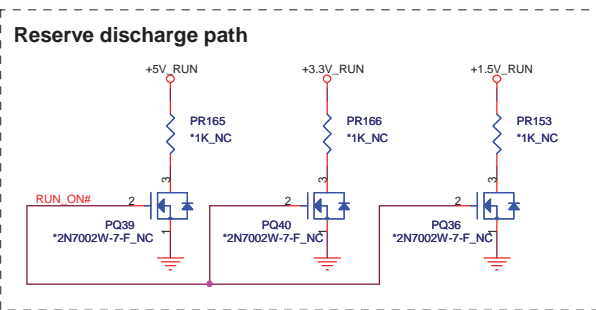 Reserve discharge path
+5V_RUN
+3.3V_RUN
+1.5V_RUN
PR165
*1K_NC
PR166
*1K_NC
PR153
*1K_NC
3
3
3
RUN_ON#
2
2
2
1
1
1
PQ39
*2N7002W-7-F_NC
PQ40
*2N7002W-7-F_NC
PQ36
*2N7002W-7-F_NC